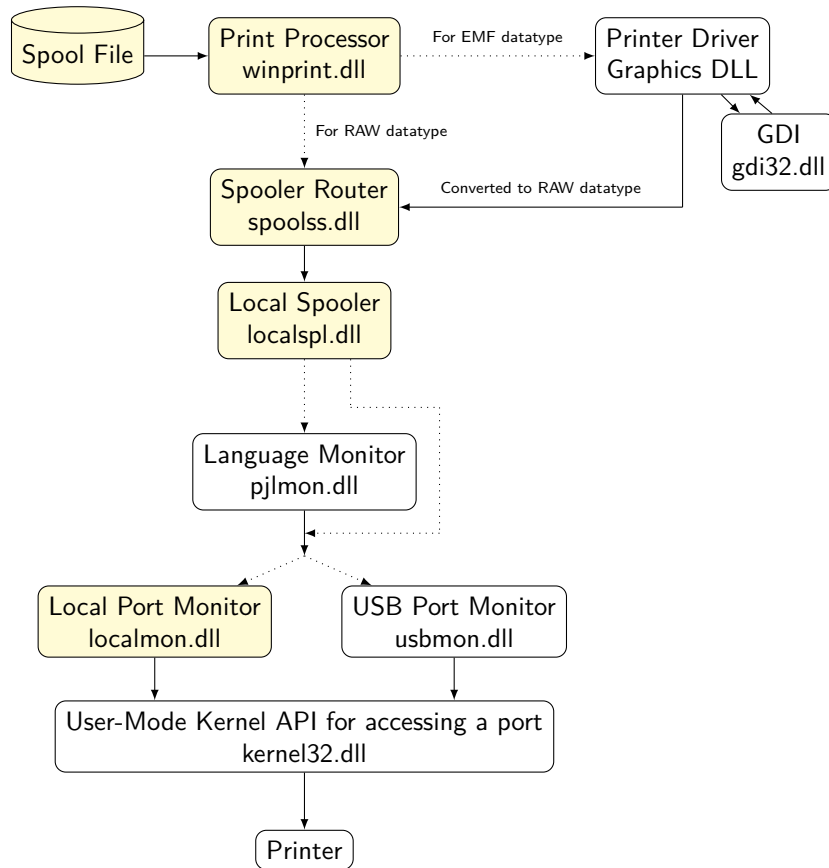 Spool File
Print Processor
winprint.dll
For EMF datatype
Printer Driver
Graphics DLL
GDI
gdi32.dll
For RAW datatype
Spooler Router
spoolss.dll
Converted to RAW datatype
Local Spooler
localspl.dll
Language Monitor
pjlmon.dll
Local Port Monitor
localmon.dll
USB Port Monitor
usbmon.dll
User-Mode Kernel API for accessing a port
kernel32.dll
Printer